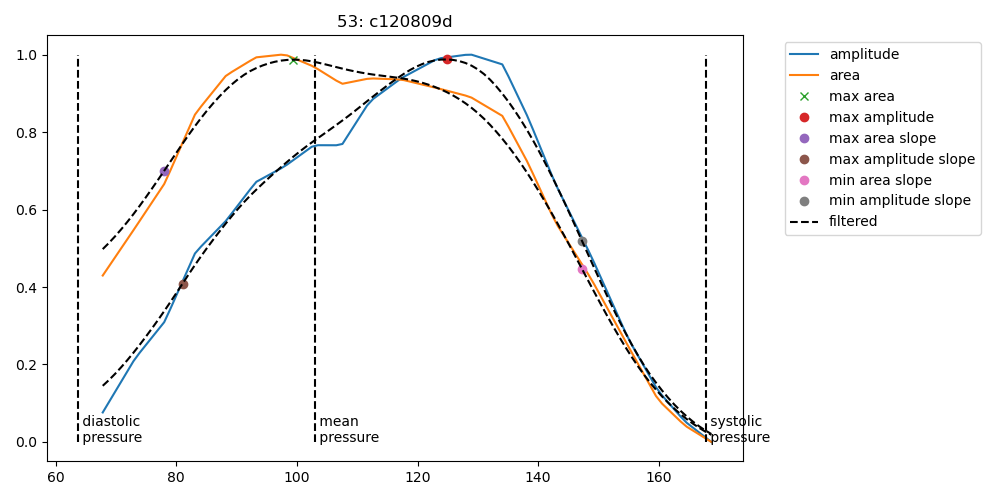 53: c120809d
1.0
0.8
0.6
0.4
0.2
0.0
diastolic
pressure
mean
pressure
systolic
pressure
60
80
100
120
140
160
amplitude
area
max area
max amplitude
max area slope
max amplitude slope
min area slope
min amplitude slope
filtered